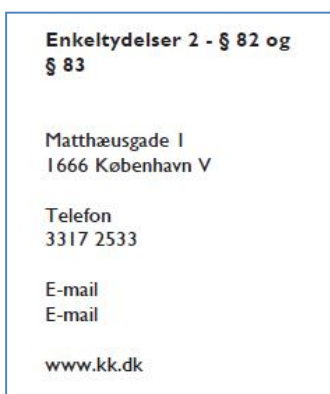 Enkeltydelser 2 - § 82 og
§ 83
Matthæusgade 1
1666 København V
Telefon
3317 2533
E-mail
E-mail
www.kk.dk